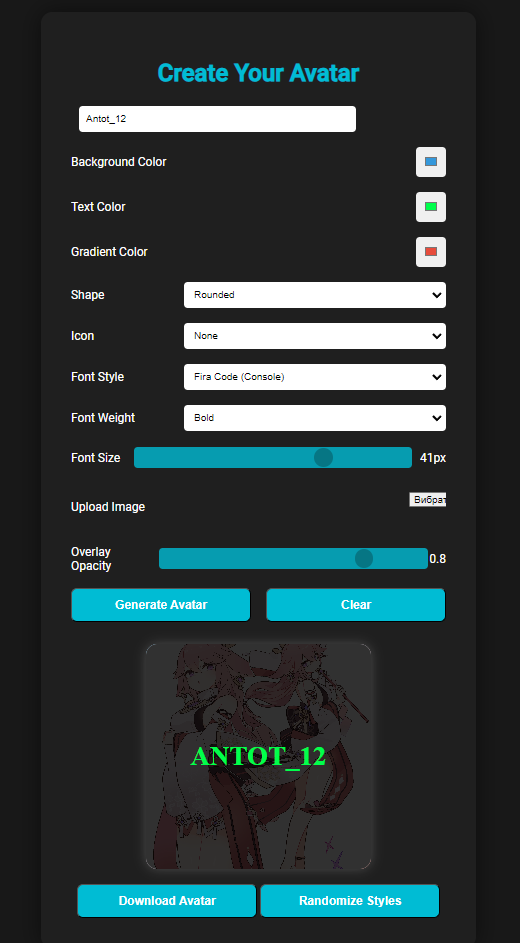 Create Your Avatar
Antot_12
Background Color
Text Color
Gradient Color
Shape
Rounded
Icon
None
Font Style
Fira Code (Console)
Font Weight
Bold
Font Size
41px
Upload Image
Вибрат
Overlay
Opacity
0.8
Generate Avatar
Clear
ANTOT_12
Download Avatar
Randomize Styles